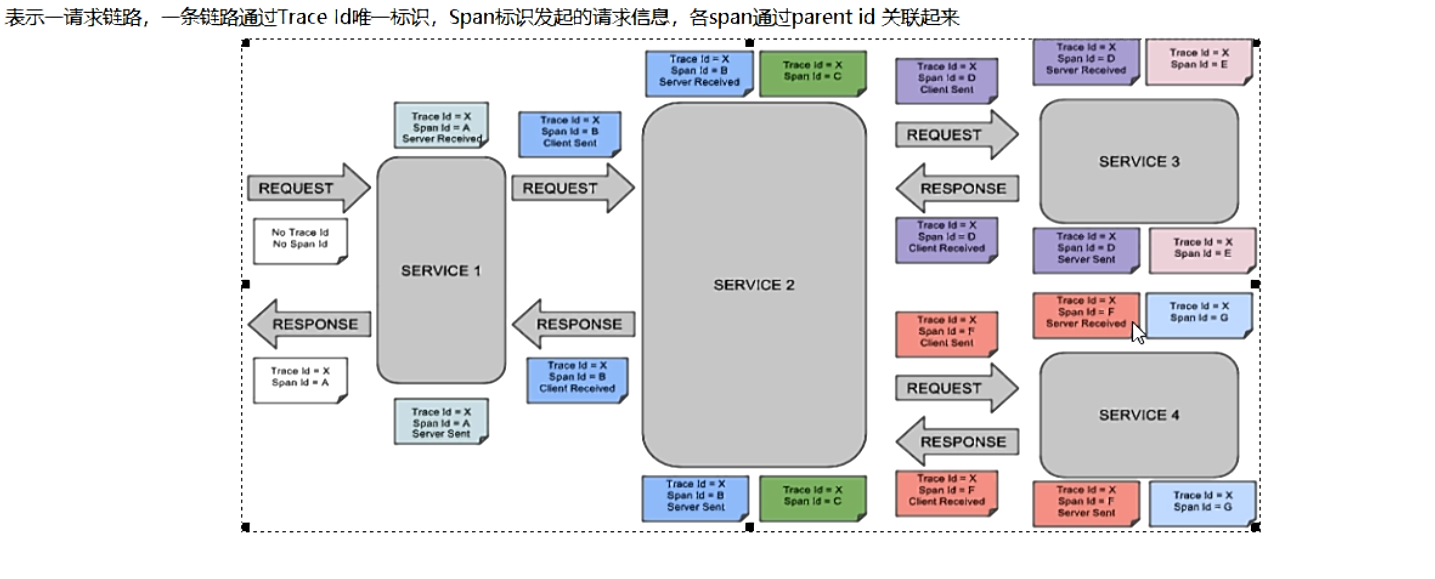 表示一请求链路，一条链路通过Trace Id唯一标识，Span标识发起的请求信息，各span通过parent id 关联起来
Trace Id = X
Span Id = B
Server Received
Trace Id = X
Span Id = C
Trace Id = X
Span Id = D
Client Sent
Trace Id = X
Span Id = D
Server Received
Trace Id = X
Span Id = E
Trace Id = X
Span Id = A
Server Received
Trace Id = X
Span Id = B
Client Sent
REQUEST
REQUEST
REQUEST
SERVICE 3
RESPONSE
No Trace Id
No Span Id
Trace Id = X
Span Id = D
Client Received
Trace Id = X
Span Id = D
Server Sent
Trace Id = X
Span Id = E
SERVICE 1
SERVICE 2
RESPONSE
RESPONSE
Trace Id = X
Span Id = F
Client Sent
Trace Id = X
Span Id = F
Server Received
Trace Id = X
Span Id = G
Trace Id = X
Span Id = A
Trace Id = X
Span Id = B
Client Received
REQUEST
SERVICE 4
RESPONSE
Trace Id = X
Span Id = A
Server Sent
Trace Id = X
Span Id = B
Server Sent
Trace Id = X
Span Id = C
Trace Id = X
Span Id = F
Client Received
Trace Id = X
Span Id = F
Server Sent
Trace Id = X
Span Id = G